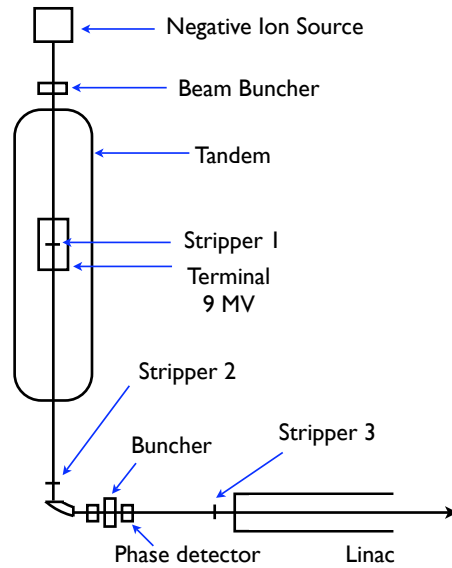 Negative Ion Source
Beam Buncher
Tandem
Stripper 1
Terminal
9 MV
Stripper 2
Buncher
Stripper 3
Phase detector
Linac